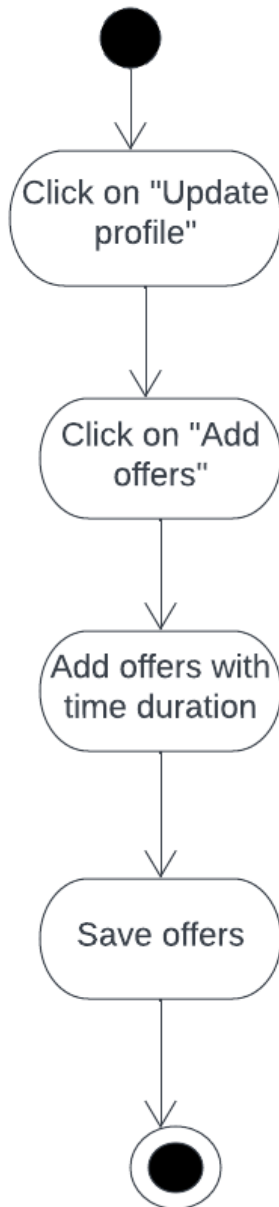 Click on "Update
profile"
Click on "Add
offers"
Add offers with
time duration
Save offers